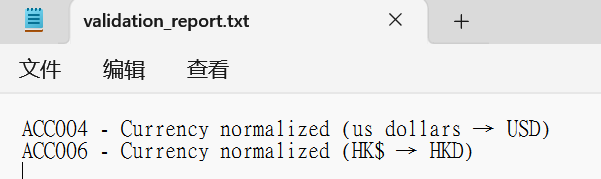 validation_report.txt
文件 编辑 查看
ACC004 - Currency normalized (us dollars → USD)
ACC006 - Currency normalized (HK$ → HKD)